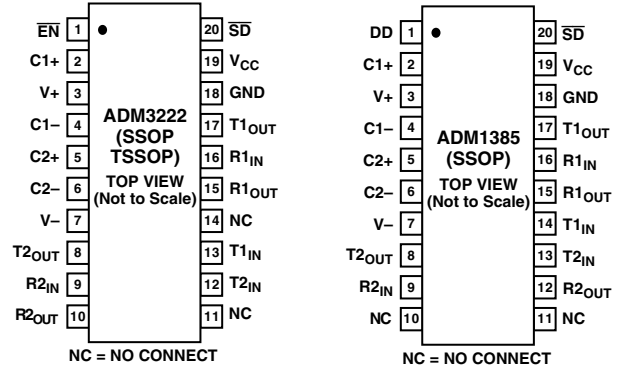 EN 1 20 SD
C1+ 2 19 VCC
V+ 3 18 GND
C1– 4 17 T1OUT
C2+ 5 16 R1IN
C2– 6 15 R1OUT
V– 7 14 NC
T2OUT 8 13 T1IN
R2IN 9 12 T2IN
R2OUT 10 11 NC
ADM3222
(SSOP
TSSOP)
TOP VIEW
(Not to Scale)
NC = NO CONNECT
DD 1 20 SD
C1+ 2 19 VCC
V+ 3 18 GND
C1– 4 17 T1OUT
C2+ 5 16 R1IN
C2– 6 15 R1OUT
V– 7 14 T1IN
T2OUT 8 13 T2IN
R2IN 9 12 R2OUT
NC 10 11 NC
ADM1385
(SSOP)
TOP VIEW
(Not to Scale)
NC = NO CONNECT